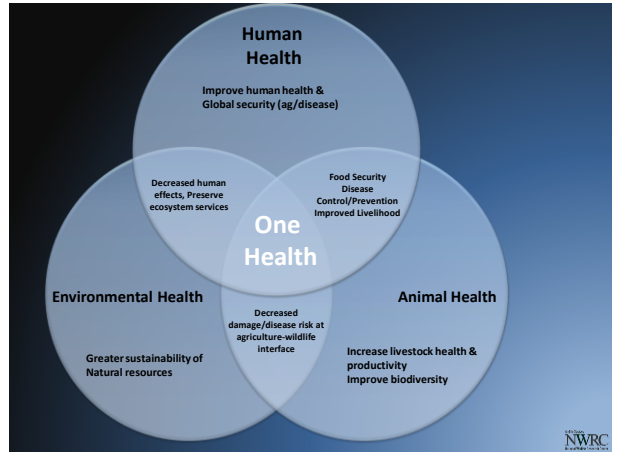 Human
Health
Improve human health &
Global security (ag/disease)
Decreased human
effects, Preserve
ecosystem services
Food Security
Disease
Control/Prevention
Improved Livelihood
One
Health
Environmental Health
Animal Health
Decreased
damage/disease risk at
agriculture-wildlife
interface
Greater sustainability of
Natural resources
Increase livestock health &
productivity
Improve biodiversity
NWRC